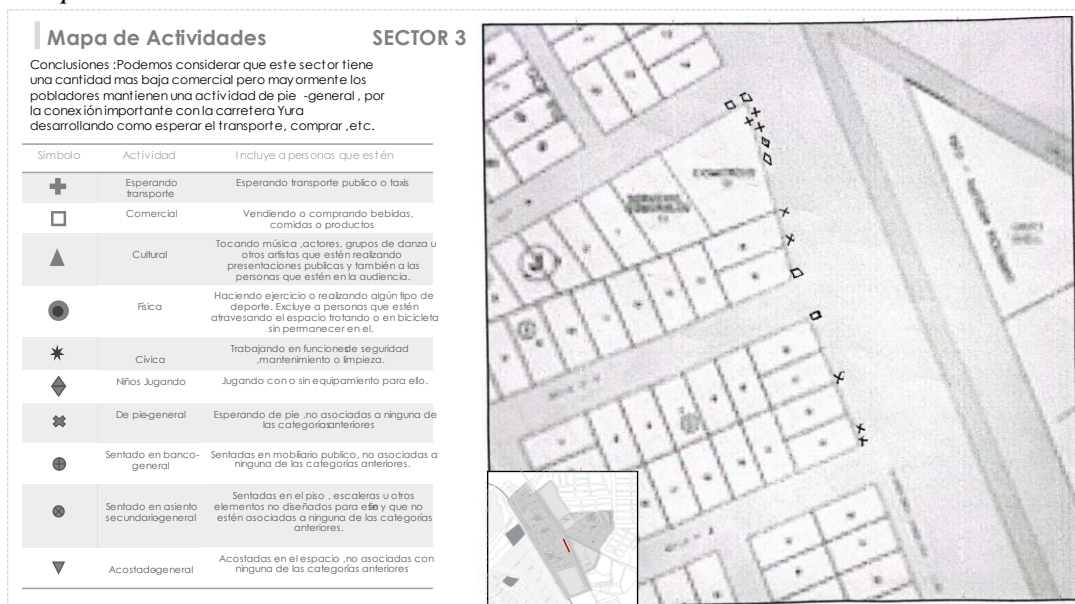 Mapa de Actividades SECTOR 3
Conclusiones :Podemos considerar que este sector tiene
una cantidad mas baja comercial pero mayormente los
pobladores mantienen una actividad de pie -general , por
la conexión importante con la carretera Yura
desarrollando como esperar el transporte, comprar ,etc.
Símbolo Actividad Incluye a personas que estén
Esperando
transporte
Esperando transporte publico o taxis
Comercial
Vendiendo o comprando bebidas,
comidas o productos
Cultural
Tocando música ,actores, grupos de danza u
otros artistas que estén realizando
presentaciones publicas y también a las
personas que estén en la audiencia.
Física
Haciendo ejercicio o realizando algún tipo de
deporte. Excluye a personas que estén
atravesando el espacio trotando o en bicicleta
sin permanecer en el.
Cívica
Trabajando en funciones de seguridad
,mantenimiento o limpieza.
Niños Jugando
Jugando con o sin equipamiento para ello.
De pie-general
Esperando de pie ,no asociadas a ninguna de
las categorías anteriores
Sentado en banco-
general
Sentadas en mobiliario publico, no asociadas a
ninguna de las categorías anteriores.
Sentado en asiento
secundario-general
Sentadas en el piso , escaleras u otros
elementos no diseñados para este fin y que no
estén asociadas a ninguna de las categorías
anteriores.
Acostado-general
Acostadas en el espacio ,no asociadas con
ninguna de las categorías anteriores